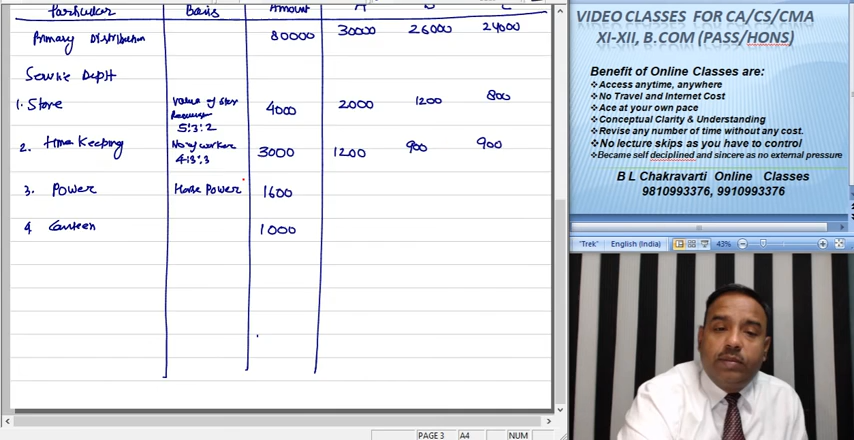 Particular Basis Amount A B C
Primary Distribution 80000 30000 26000 24000
Service Deptt
1. Store Value of Store 4000 2000 1200 800
5:3:2
2. Time Keeping No of worker 3000 1200 900 900
4:3:3
3. Power Horse Power 1600
4 Canteen 1000
PAGE 3 A4 NUM
VIDEO CLASSES FOR CA/CS/CMA
XI-XII, B.COM (PASS/HONS)
Benefit of Online Classes are:
❖Access anytime, anywhere
❖No Travel and Internet Cost
❖Ace at your own pace
❖Conceptual Clarity & Understanding
❖Revise any number of time without any cost.
❖No lecture skips as you have to control
❖Became self deciplined and sincere as no external pressure
B L Chakravarti Online Classes
9810993376, 9910993376
"Trek" English (India) 43%